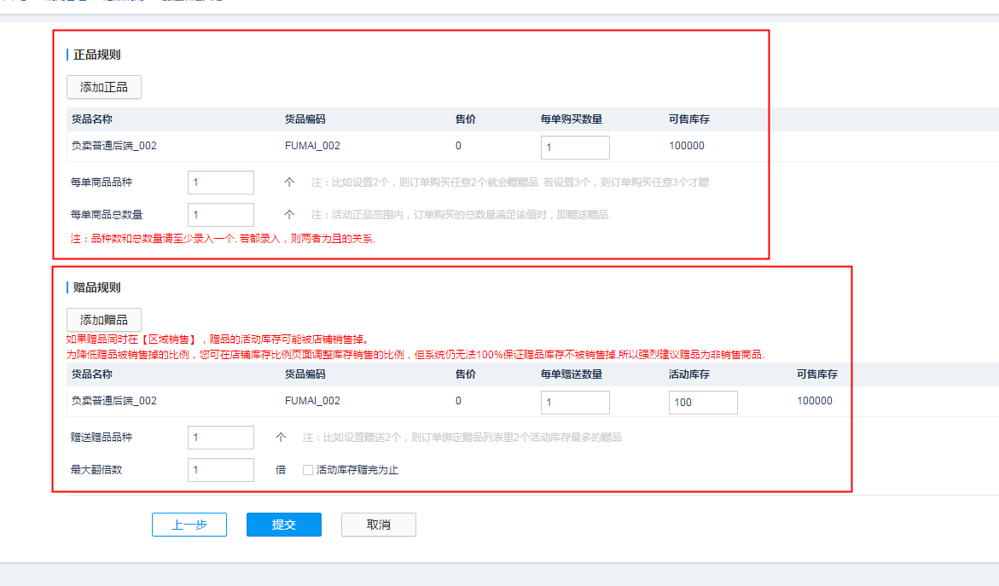 正品规则
添加正品
货品名称 货品编码 售价 每单购买数量 可售库存
负卖普通后端_002 FUMAI_002 0 1 100000
每单商品品种 1 个 注：比如设置2个，则订单购买任意2个就会赠赠品. 若设置3个，则订单购买任意3个才赠
每单商品总数量 1 个 注：活动正品范围内，订单购买的总数量满足该值时，即赠送赠品.
注：品种数和总数量请至少录入一个. 若都录入，则两者为且的关系.
赠品规则
添加赠品
如果赠品同时在【区域销售】，赠品的活动库存可能被店铺销售掉。
为降低赠品被销售掉的比例，您可在店铺库存比例页面调整库存销售的比例，但系统仍无法100%保证赠品库存不被销售掉.所以强烈建议赠品为非销售商品.
货品名称 货品编码 售价 每单赠送数量 活动库存 可售库存
负卖普通后端_002 FUMAI_002 0 1 100 100000
赠送赠品品种 1 个 注：比如设置赠送2个，则订单绑定赠品列表里2个活动库存最多的赠品
最大翻倍数 1 倍 活动库存赠完为止
上一步 提交 取消